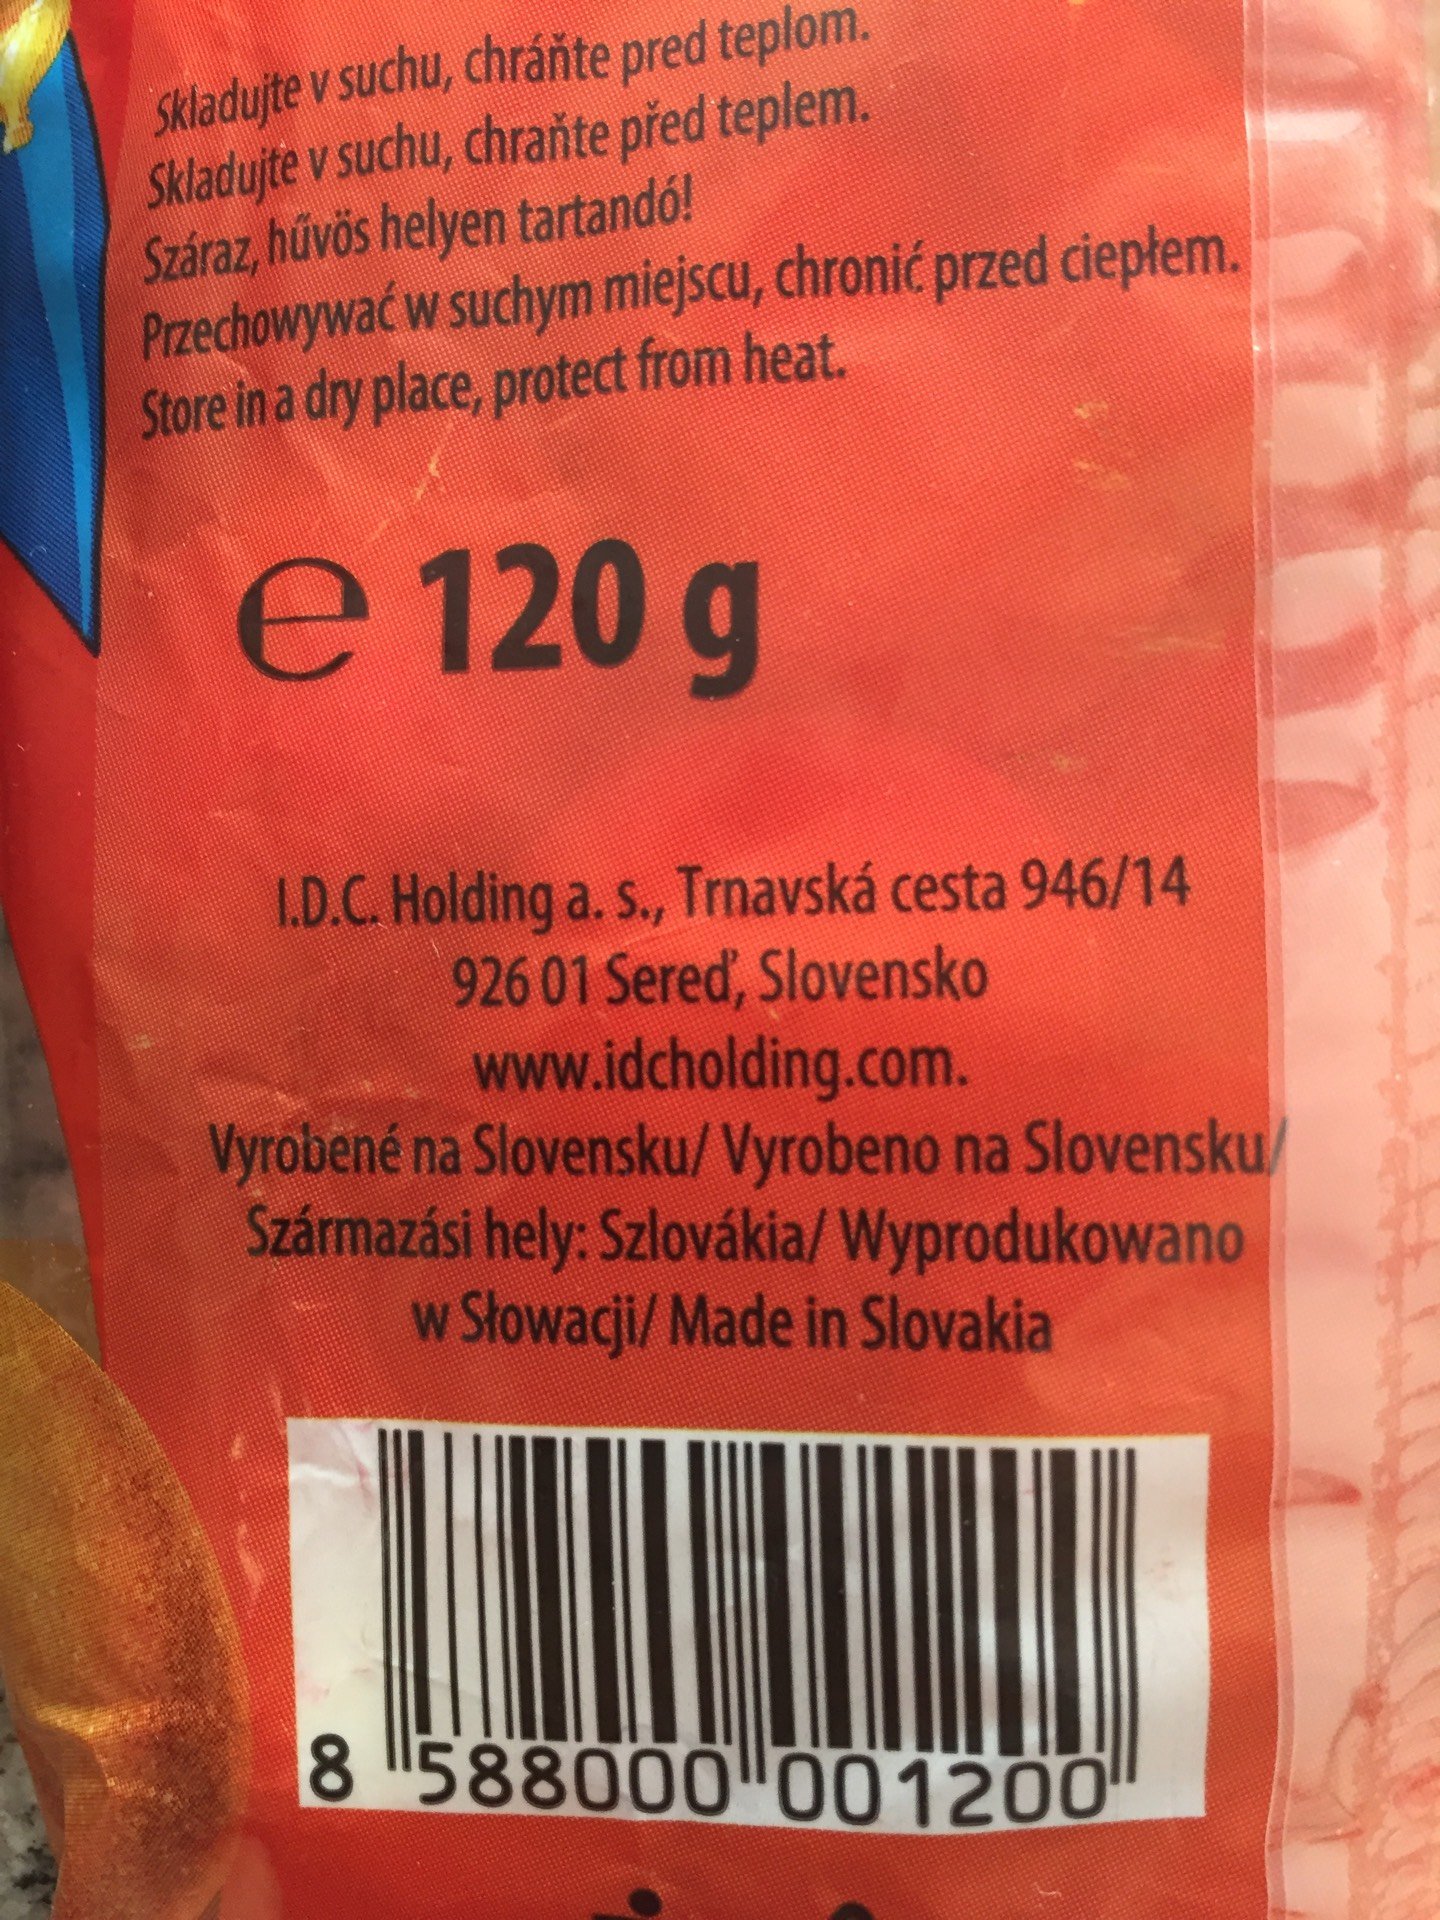 Skladujte v suchu, chráňte pred teplom.
Skladujte v suchu, chraňte před teplem.
Száraz, hűvös helyen tartandó!
Przechowywać w suchym miejscu, chronić przed ciepłem.
Store in a dry place, protect from heat.
℮ 120 g
I.D.C. Holding a. s., Trnavská cesta 946/14
926 01 Sereď, Slovensko
www.idcholding.com.
Vyrobené na Slovensku/ Vyrobeno na Slovensku/
Származási hely: Szlovákia/ Wyprodukowano
w Słowacji/ Made in Slovakia
8 588000 001200